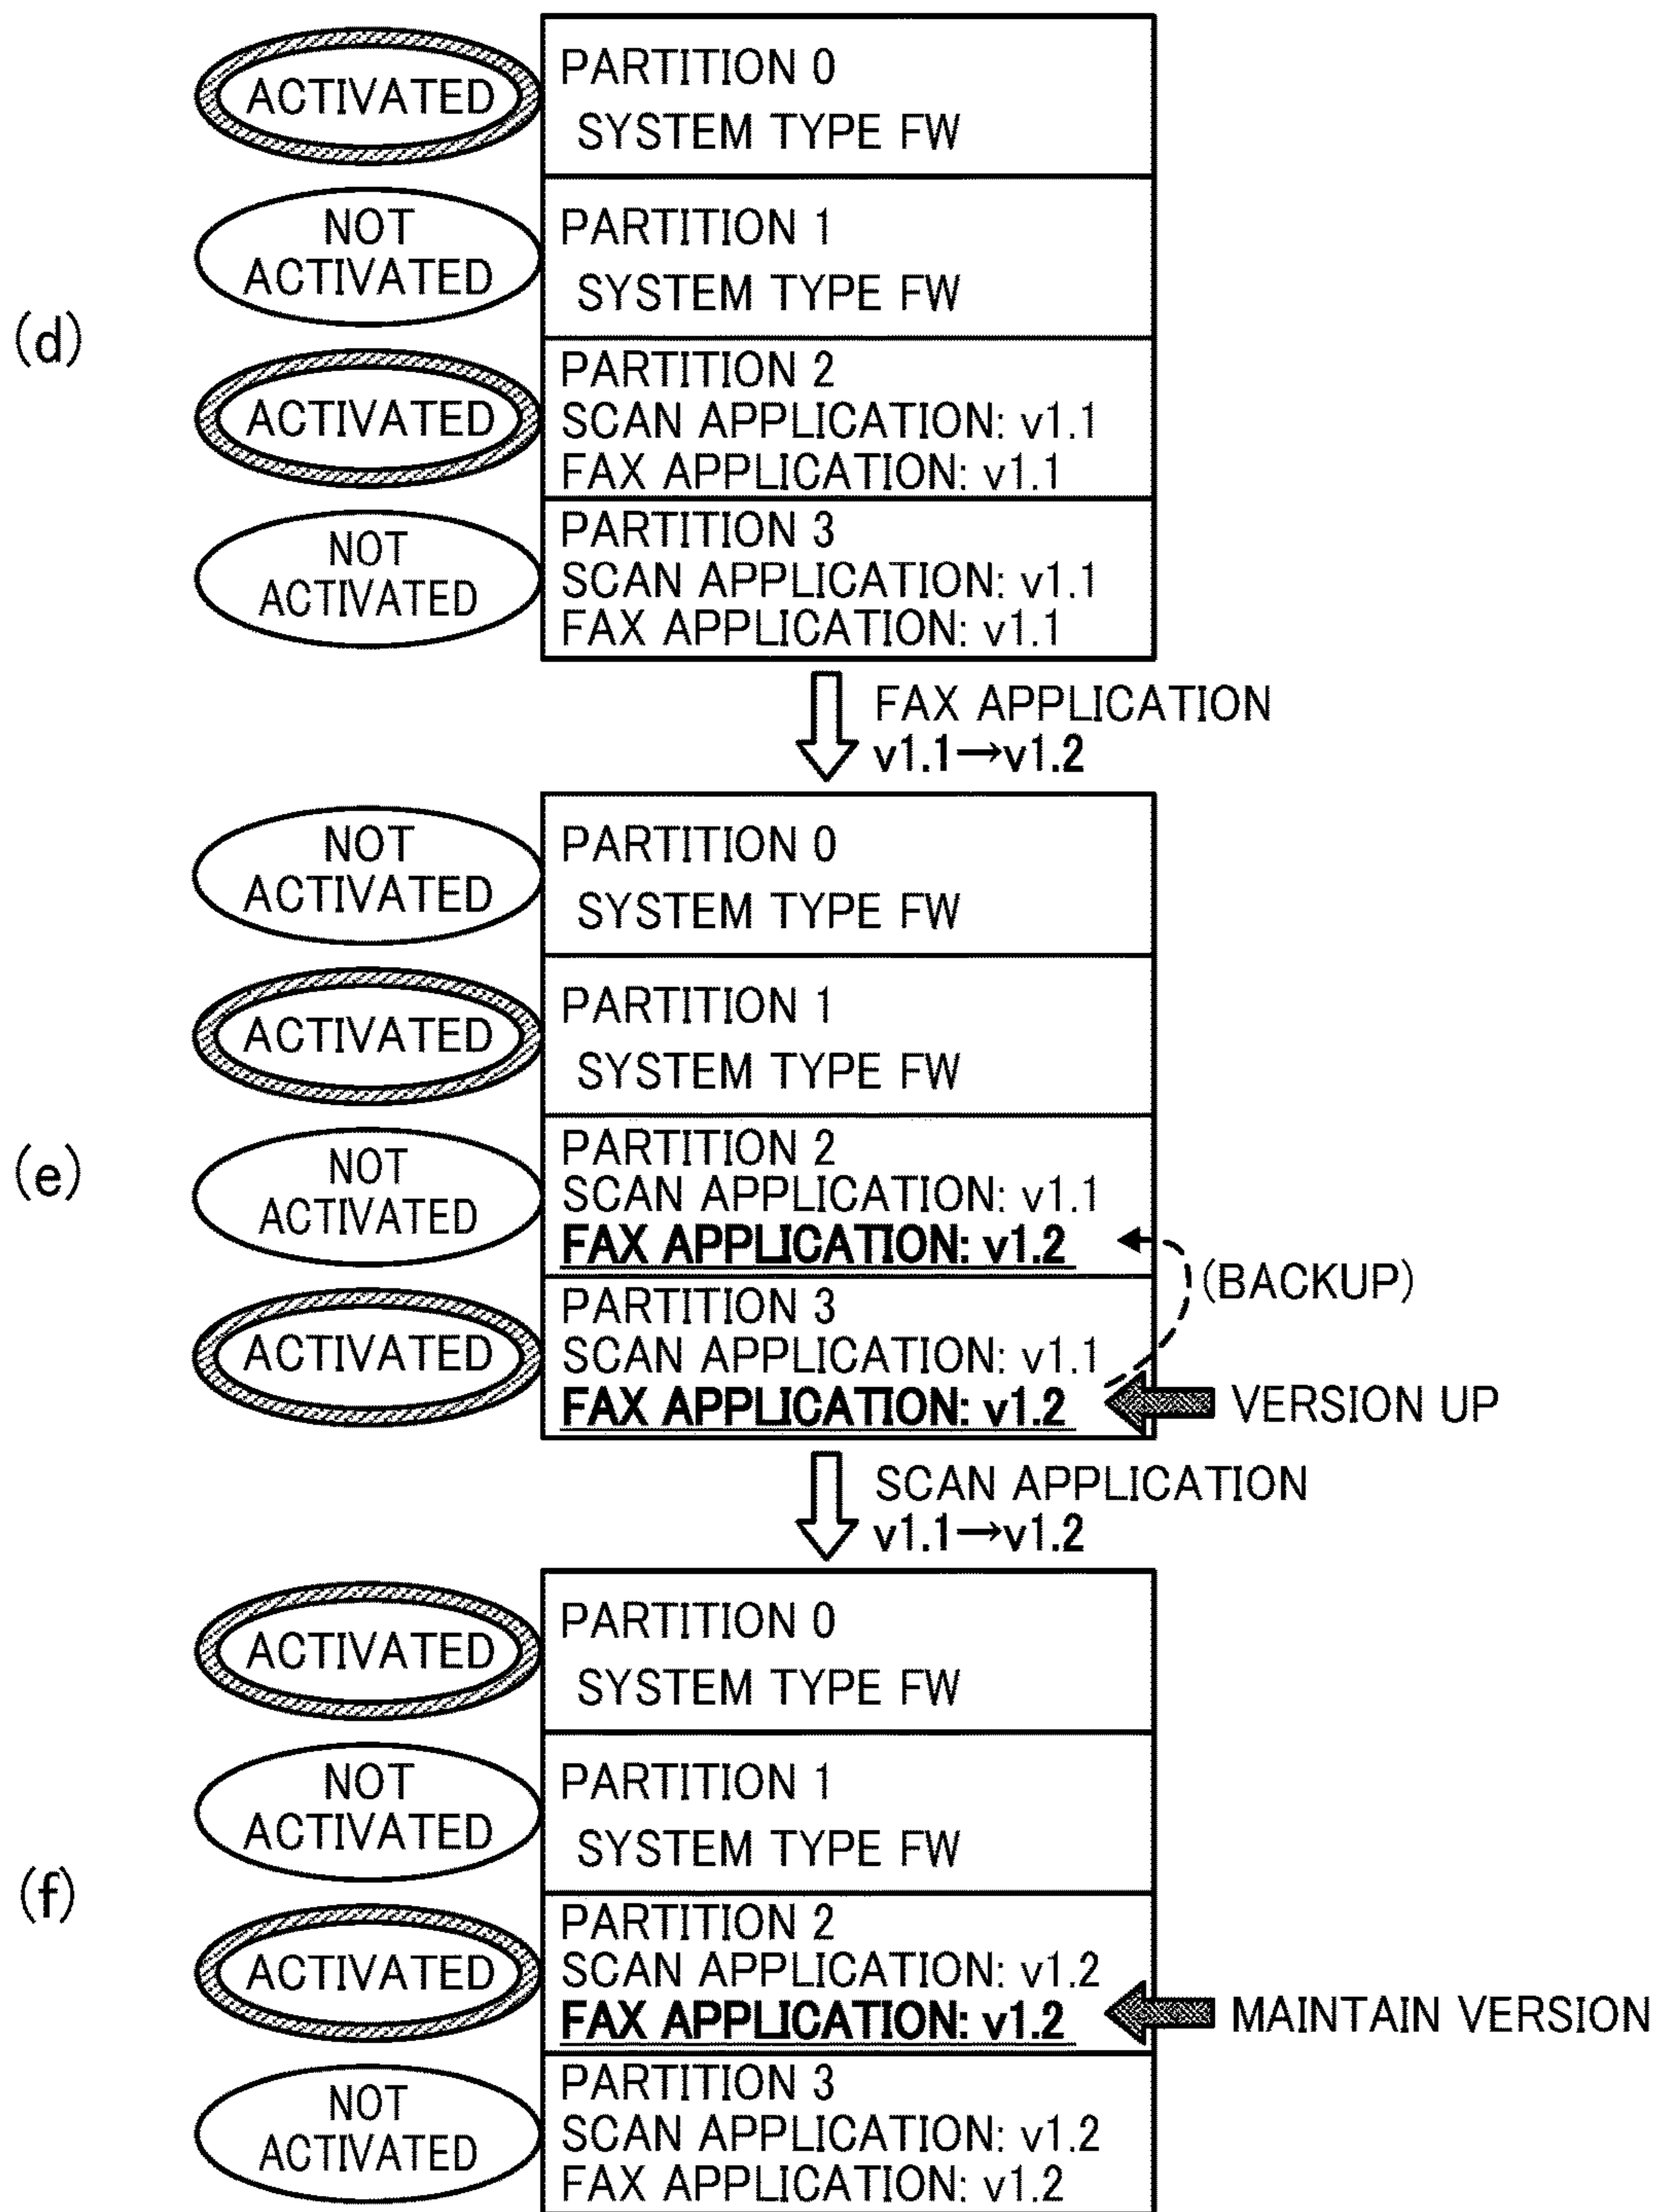 (d)
ACTIVATED
PARTITION 0
SYSTEM TYPE FW
NOT
ACTIVATED
PARTITION 1
SYSTEM TYPE FW
ACTIVATED
PARTITION 2
SCAN APPLICATION: v1.1
FAX APPLICATION: v1.1
NOT
ACTIVATED
PARTITION 3
SCAN APPLICATION: v1.1
FAX APPLICATION: v1.1
FAX APPLICATION
v1.1→v1.2
(e)
NOT
ACTIVATED
PARTITION 0
SYSTEM TYPE FW
ACTIVATED
PARTITION 1
SYSTEM TYPE FW
NOT
ACTIVATED
PARTITION 2
SCAN APPLICATION: v1.1
FAX APPLICATION: v1.2
(BACKUP)
ACTIVATED
PARTITION 3
SCAN APPLICATION: v1.1
FAX APPLICATION: v1.2
VERSION UP
SCAN APPLICATION
v1.1→v1.2
(f)
ACTIVATED
PARTITION 0
SYSTEM TYPE FW
NOT
ACTIVATED
PARTITION 1
SYSTEM TYPE FW
ACTIVATED
PARTITION 2
SCAN APPLICATION: v1.2
FAX APPLICATION: v1.2
MAINTAIN VERSION
NOT
ACTIVATED
PARTITION 3
SCAN APPLICATION: v1.2
FAX APPLICATION: v1.2